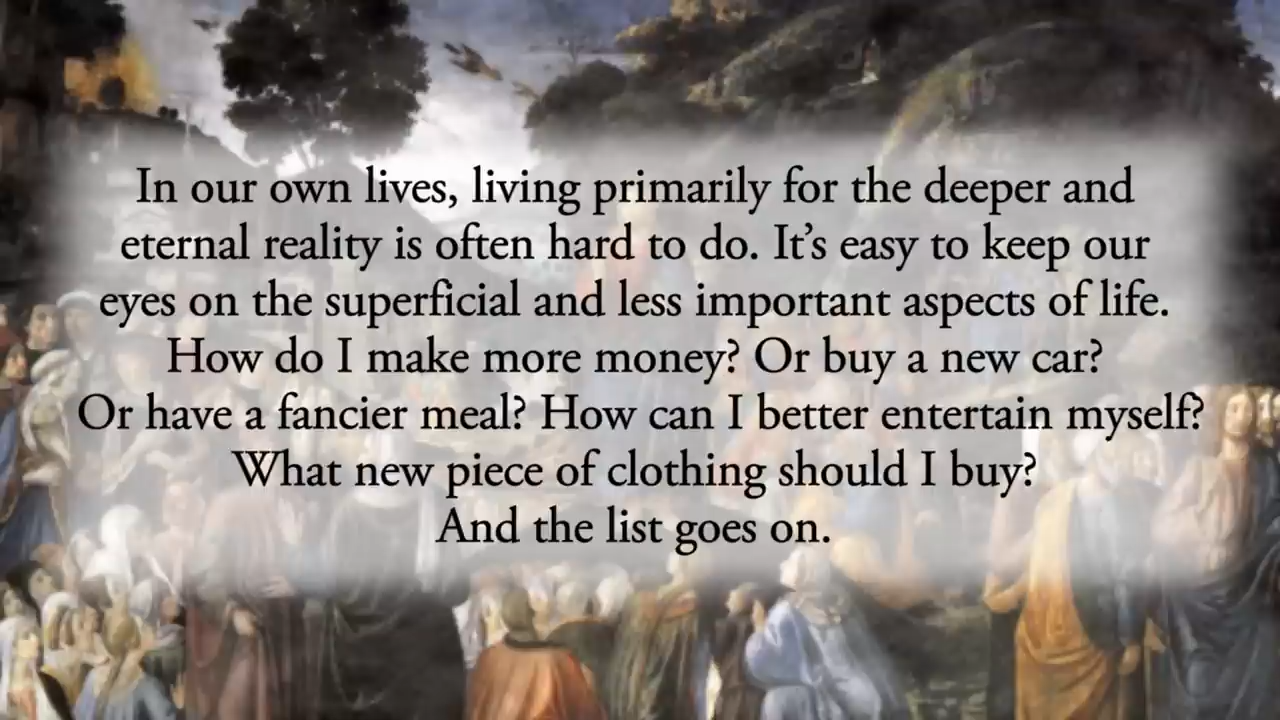 In our own lives, living primarily for the deeper and
eternal reality is often hard to do. It’s easy to keep our
eyes on the superficial and less important aspects of life.
How do I make more money? Or buy a new car?
Or have a fancier meal? How can I better entertain myself?
What new piece of clothing should I buy?
And the list goes on.